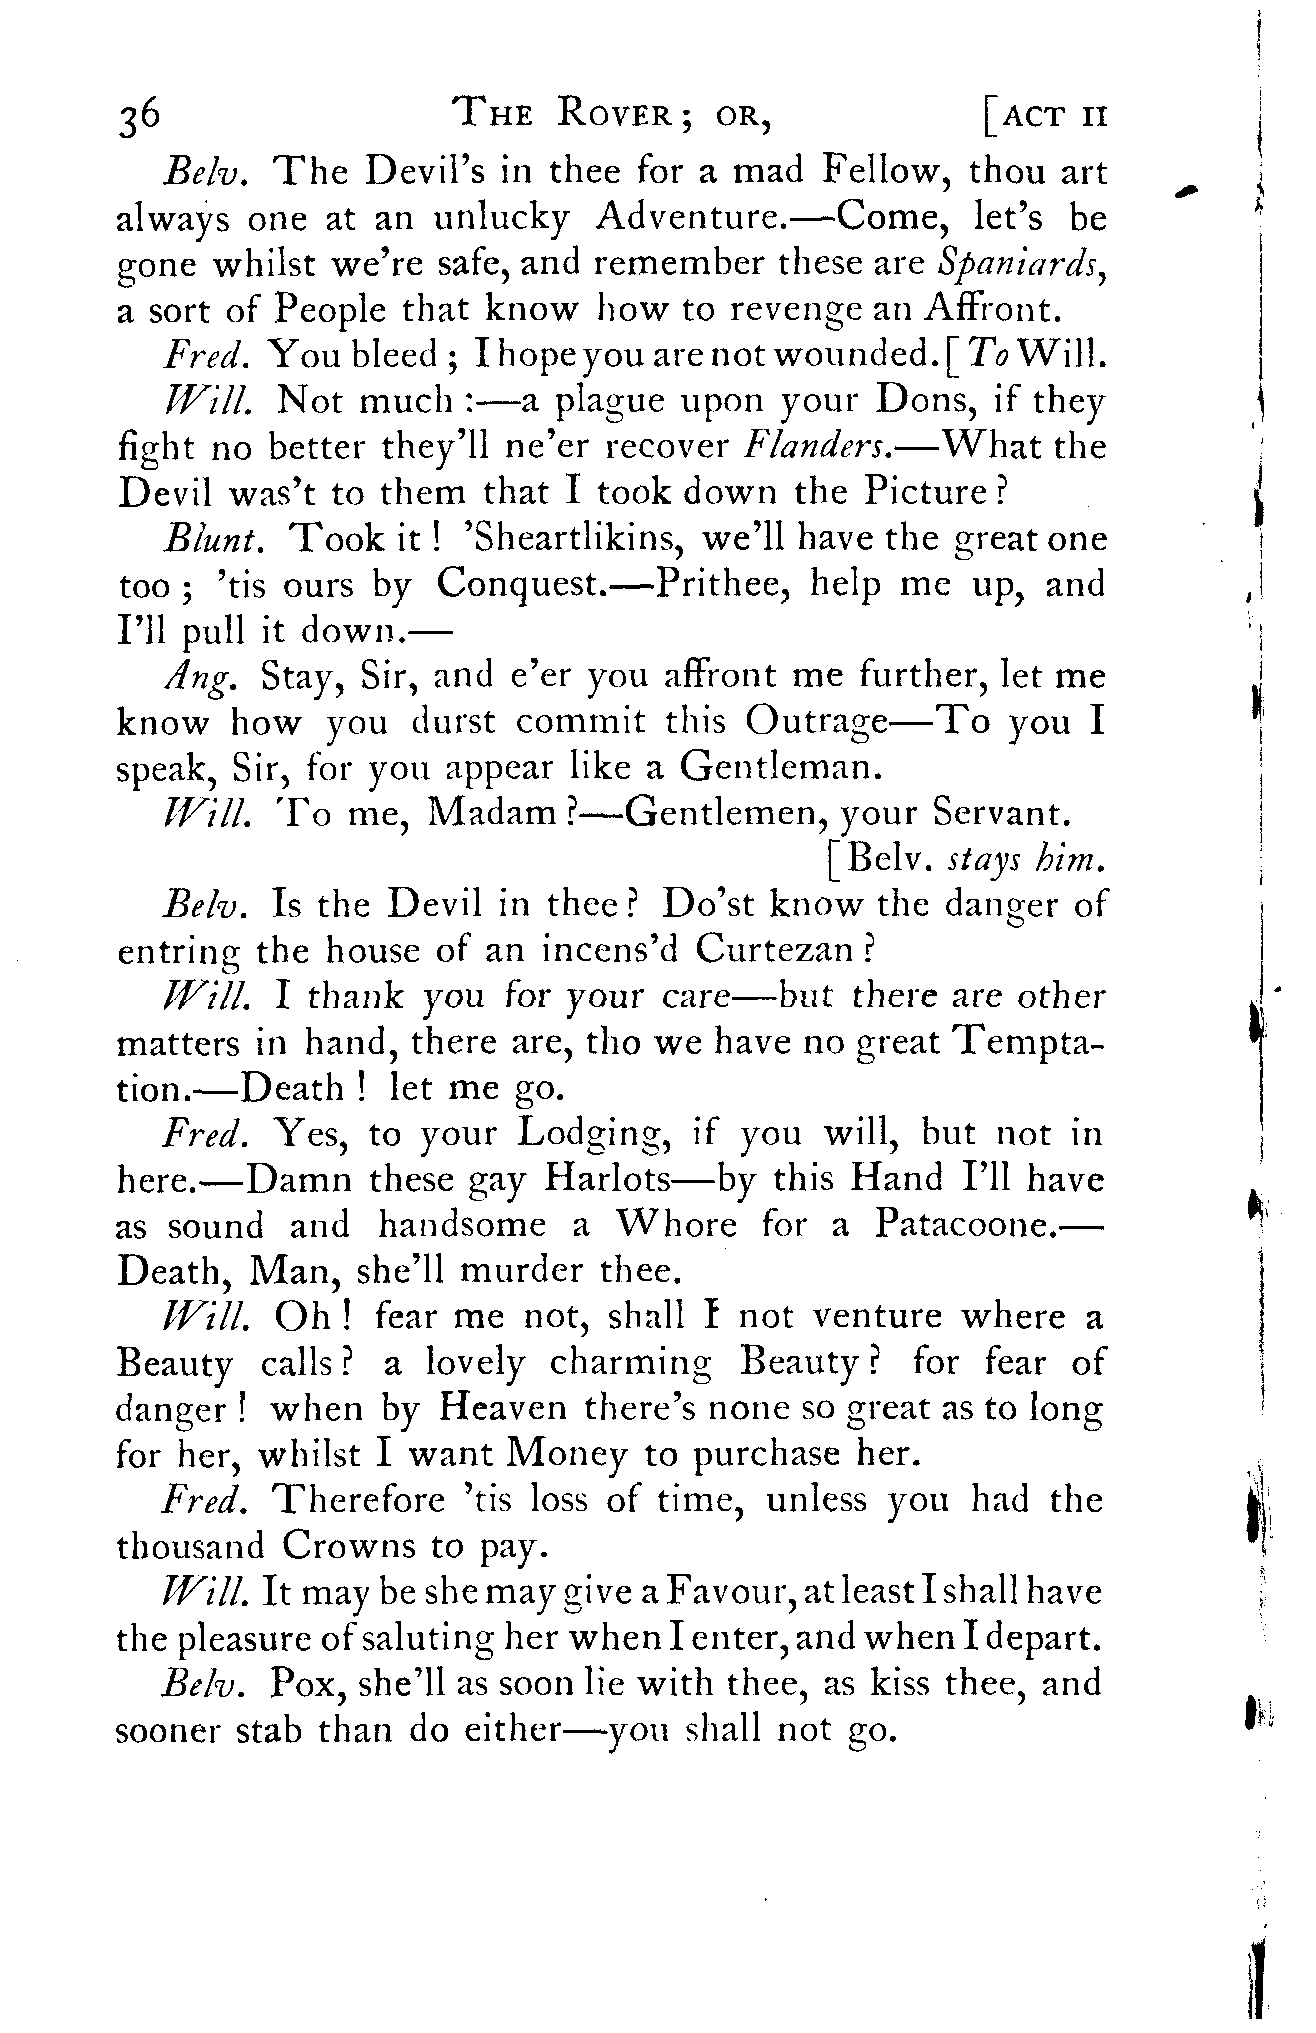 36 The Rover; or, [act ii
Belv. The Devil's in thee for a mad Fellow, thou art
always one at an unlucky Adventure.—Come, let's be
gone whilst we're safe, and remember these are Spaniards,
a sort of People that know how to revenge an Affront.
Fred. You bleed; I hope you are not wounded. [To Will.
Will. Not much:—a plague upon your Dons, if they
fight no better they'll ne'er recover Flanders.—What the
Devil was't to them that I took down the Picture?
Blunt. Took it! 'Sheartlikins, we'll have the great one
too; 'tis ours by Conquest.—Prithee, help me up, and
I'll pull it down.—
Ang. Stay, Sir, and e'er you affront me further, let me
know how you durst commit this Outrage—To you I
speak, Sir, for you appear like a Gentleman.
Will. To me, Madam?—Gentlemen, your Servant.
[Belv. stays him.
Belv. Is the Devil in thee? Do'st know the danger of
entring the house of an incens'd Curtezan?
Will. I thank you for your care—but there are other
matters in hand, there are, tho we have no great Tempta-
tion.—Death! let me go.
Fred. Yes, to your Lodging, if you will, but not in
here.—Damn these gay Harlots—by this Hand I'll have
as sound and handsome a Whore for a Patacoone.—
Death, Man, she'll murder thee.
Will. Oh! fear me not, shall I not venture where a
Beauty calls? a lovely charming Beauty? for fear of
danger! when by Heaven there's none so great as to long
for her, whilst I want Money to purchase her.
Fred. Therefore 'tis loss of time, unless you had the
thousand Crowns to pay.
Will. It may be she may give a Favour, at least I shall have
the pleasure of saluting her when I enter, and when I depart.
Belv. Pox, she'll as soon lie with thee, as kiss thee, and
sooner stab than do either—you shall not go.